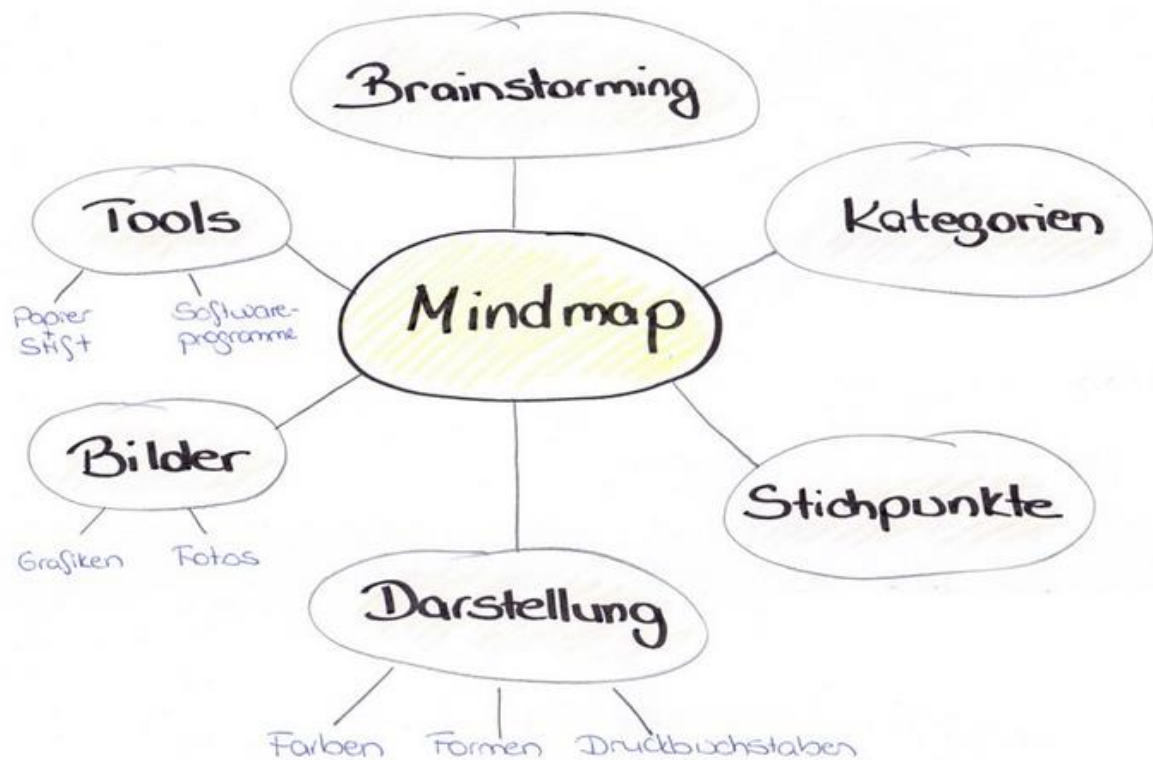 Brainstorming
Tools
Kategorien
Papier
+
Stift
Software-
programme
Mindmap
Bilder
Grafiken
Fotos
Stichpunkte
Darstellung
Farben
Formen
Druckbuchstaben